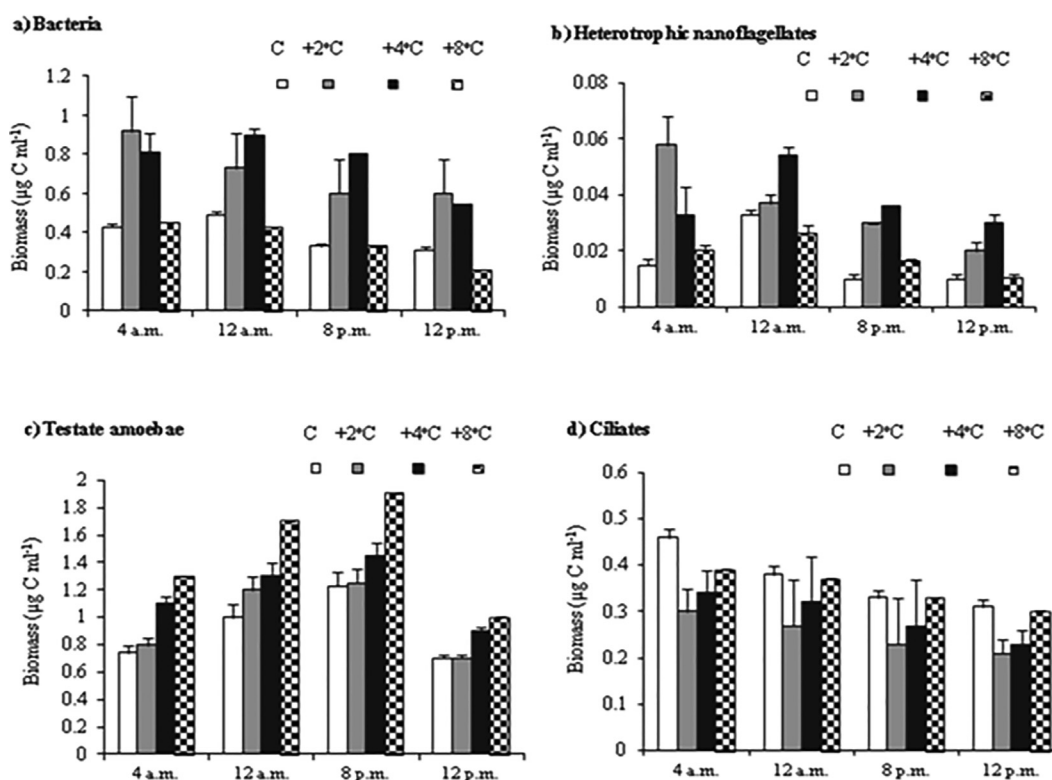 a) Bacteria
C +2°C +4°C +8°C
Biomass (µg C ml-1)
1.2
1
0.8
0.6
0.4
0.2
0
4 a.m. 12 a.m. 8 p.m. 12 p.m.
b) Heterotrophic nanoflagellates
C +2°C +4°C +8°C
Biomass (µg C ml-1)
0.08
0.06
0.04
0.02
0.000
4 a.m. 12 a.m. 8 p.m. 12 p.m.
c) Testate amoebae
C +2°C +4°C +8°C
Biomass (µg C ml-1)
2
1.8
1.6
1.4
1.2
1
0.8
0.6
0.4
0.2
0
4 a.m. 12 a.m. 8 p.m. 12 p.m.
d) Ciliates
C +2°C +4°C +8°C
Biomass (µg C ml-1)
0.6
0.5
0.4
0.3
0.2
0.1
0
4 a.m. 12 a.m. 8 p.m. 12 p.m.